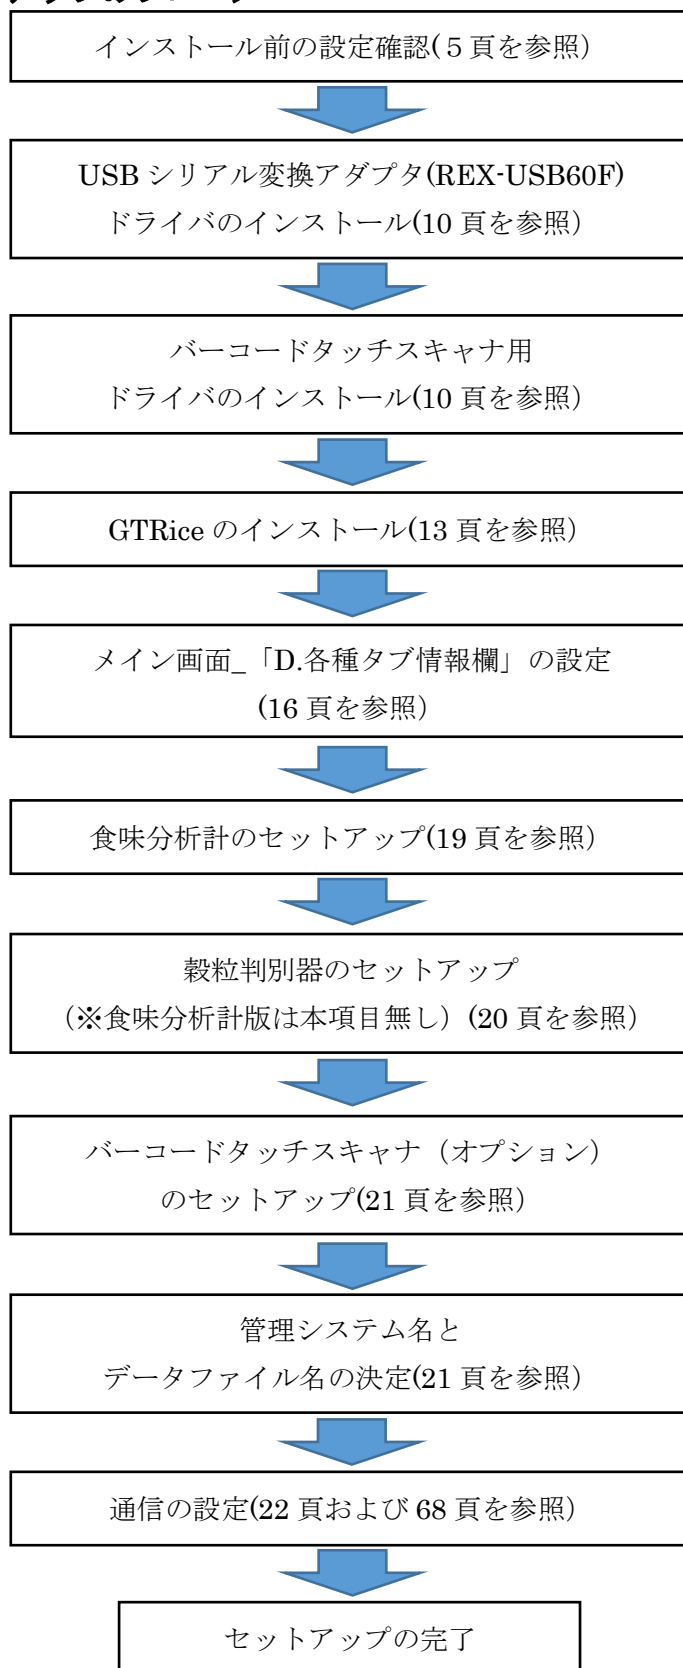 インストール前の設定確認(５頁を参照）
USB シリアル変換アダプタ(REX-USB60F)
ドライバのインストール(10 頁を参照）
バーコードタッチスキャナ用
ドライバのインストール(10 頁を参照）
GTRice のインストール(13 頁を参照）
メイン画面_「D.各種タブ情報欄」の設定
(16 頁を参照）
食味分析計のセットアップ(19 頁を参照）
穀粒判別器のセットアップ
（※食味分析計版は本項目無し）(20 頁を参照）
バーコードタッチスキャナ（オプション）
のセットアップ(21 頁を参照）
管理システム名と
データファイル名の決定(21 頁を参照）
通信の設定(22 頁および 68 頁を参照）
セットアップの完了